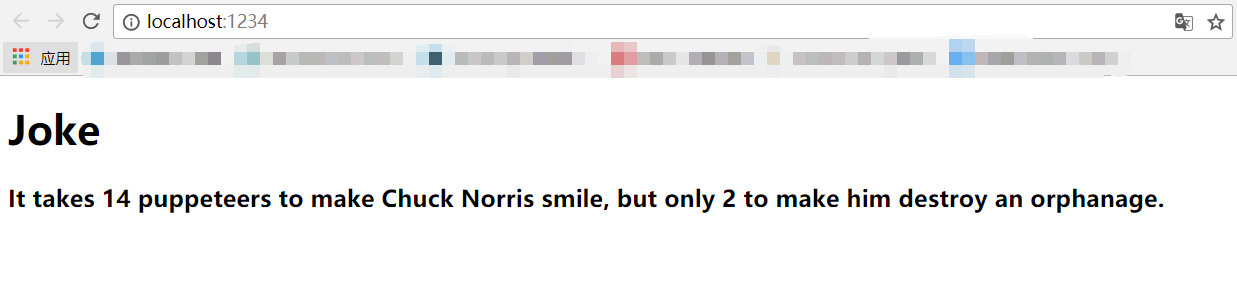 localhost:1234
应用
Joke
It takes 14 puppeteers to make Chuck Norris smile, but only 2 to make him destroy an orphanage.